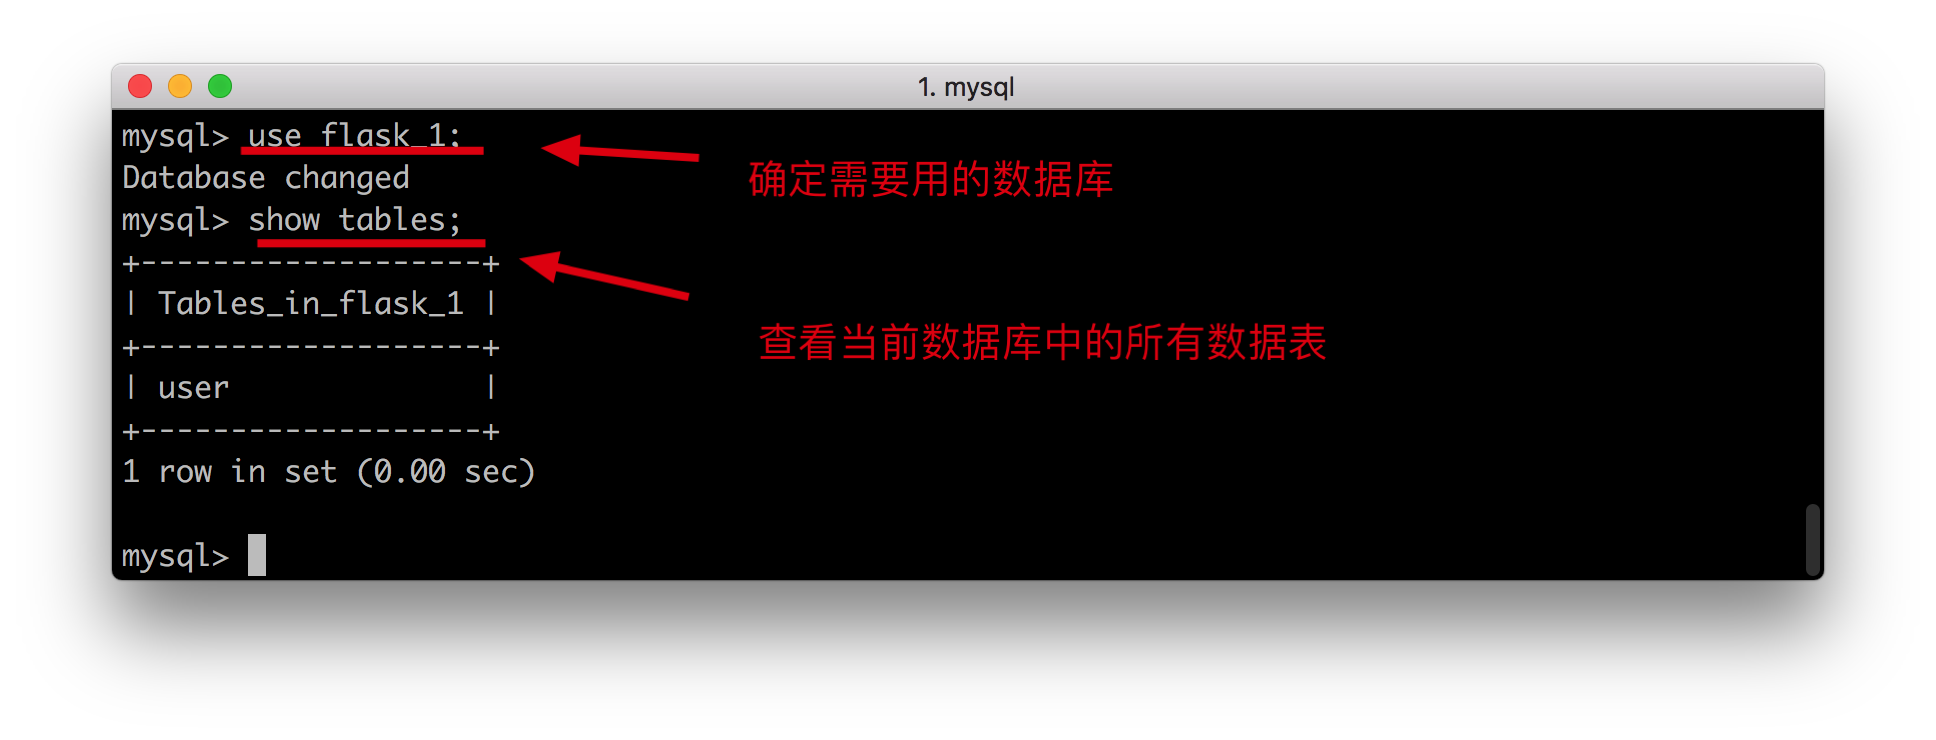 1. mysql
mysql> use flask_1;
确定需要用的数据库
Database changed
mysql> show tables;
+-------------------+
| Tables_in_flask_1 |
查看当前数据库中的所有数据表
+-------------------+
| user              |
+-------------------+
1 row in set (0.00 sec)
mysql>